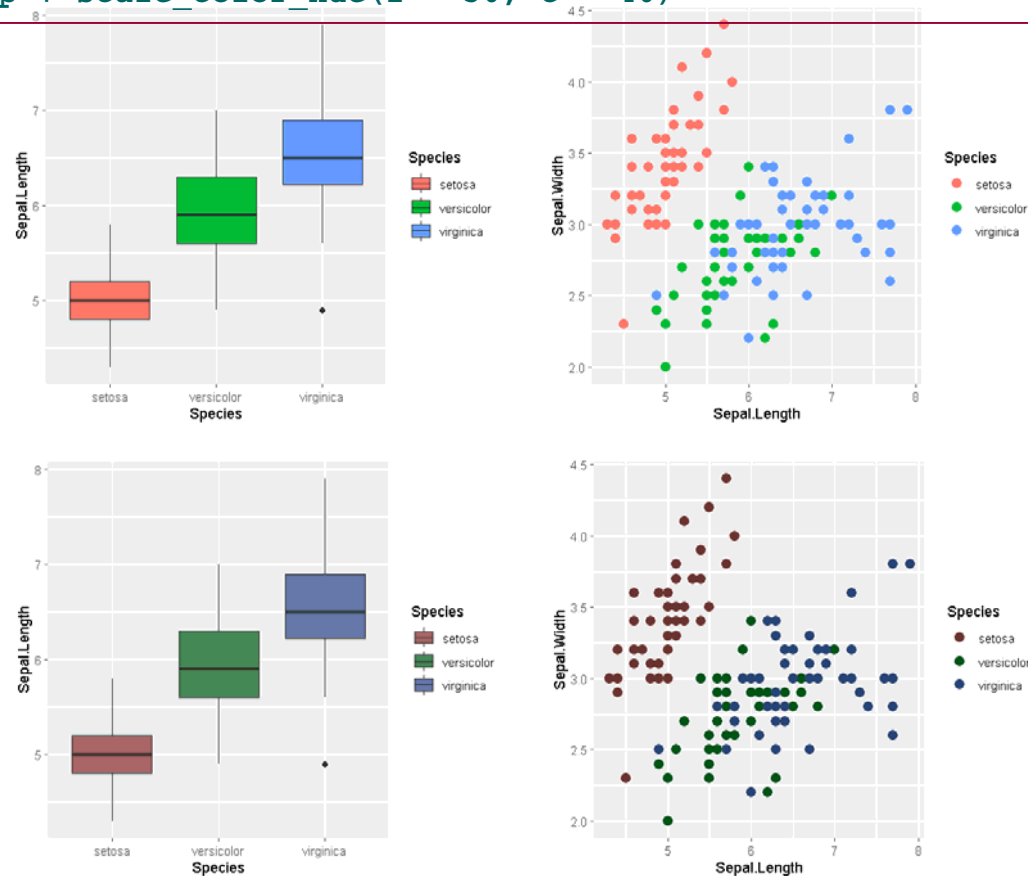 8
7
6
5
Sepal.Length
setosa
versicolor
virginica
Species
Species
setosa
versicolor
virginica
4.5
4.0
3.5
3.0
2.5
2.0
Sepal.Width
5
6
7
8
Sepal.Length
Species
setosa
versicolor
virginica
8
7
6
5
Sepal.Length
setosa
versicolor
virginica
Species
Species
setosa
versicolor
virginica
4.5
4.0
3.5
3.0
2.5
2.0
Sepal.Width
5
6
7
8
Sepal.Length
Species
setosa
versicolor
virginica